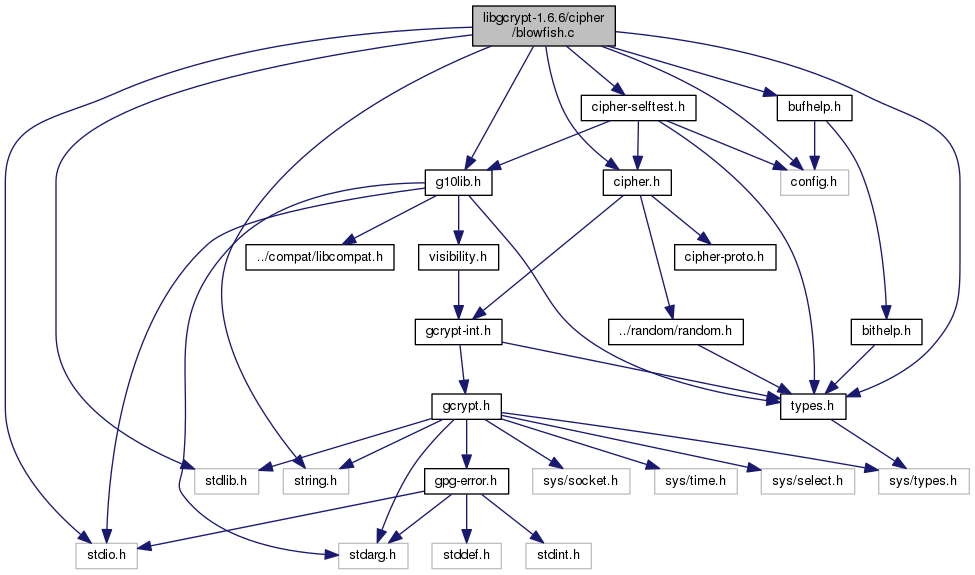 libgcrypt-1.6.6/cipher
/blowfish.c
cipher-selftest.h
bufhelp.h
g10lib.h
cipher.h
config.h
../compat/libcompat.h
visibility.h
cipher-proto.h
gcrypt-int.h
../random/random.h
bithelp.h
gcrypt.h
types.h
stdlib.h
string.h
gpg-error.h
sys/socket.h
sys/time.h
sys/select.h
sys/types.h
stdio.h
stdarg.h
stddef.h
stdint.h